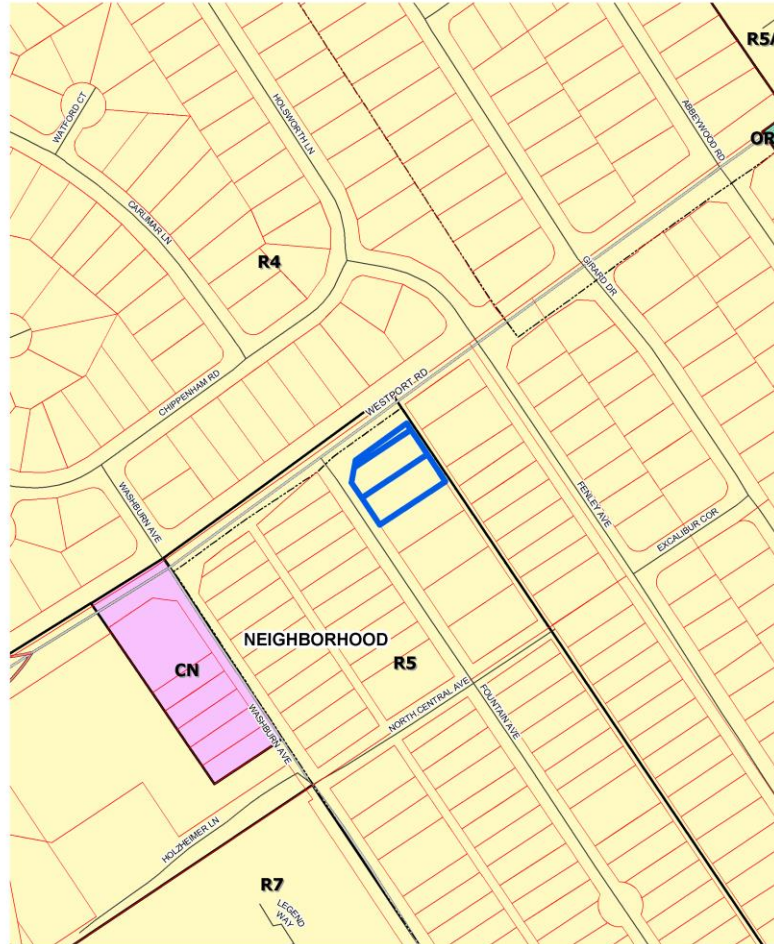 R5A
WATFORD CT
HOLSWORTH LN
ABBEYWOOD RD
OR
CARLIMAR LN
R4
GIRARD DR
CHIPPENHAM RD
WESTPORT RD
WASHBURN AVE
FENLEY AVE
EXCALIBUR COR
NEIGHBORHOOD
CN
R5
WASHBURN AVE
NORTH CENTRAL AVE
FOUNTAIN AVE
HOLZHEIMER LN
R7
LEGEND
WAY